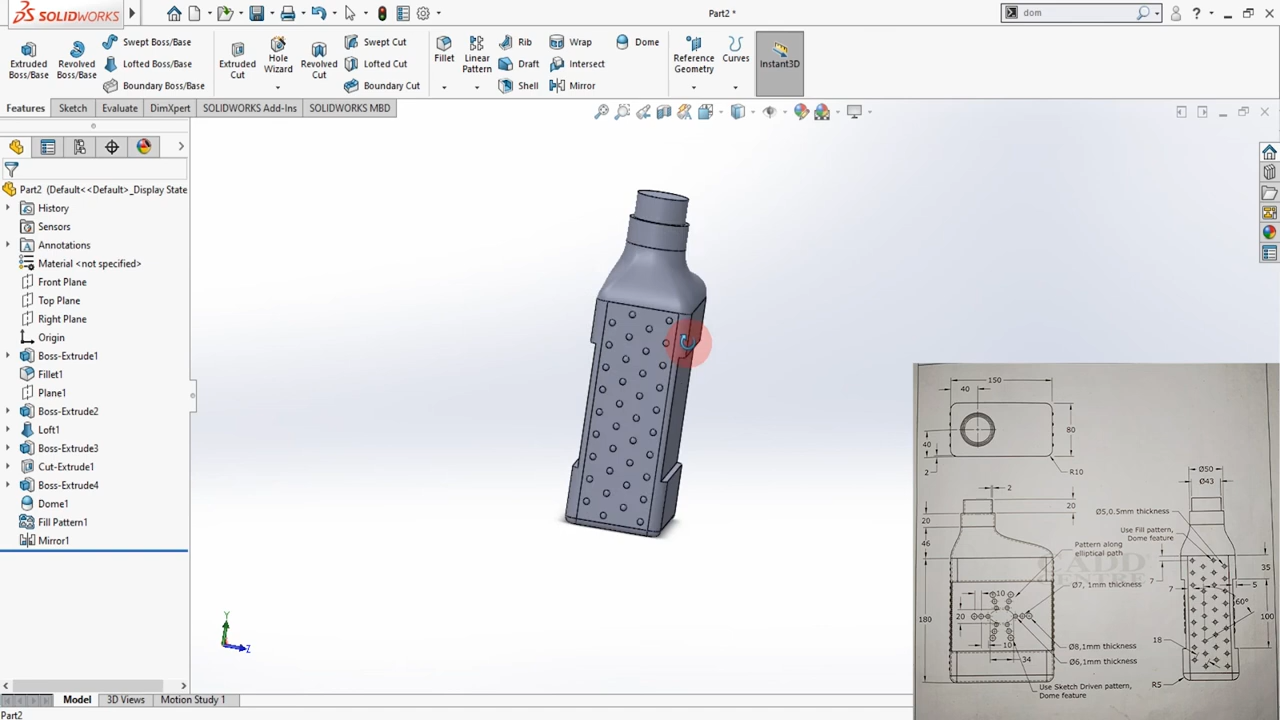 SOLIDWORKS
Part2 *
dom
Extruded
Boss/Base
Revolved
Boss/Base
Swept Boss/Base
Lofted Boss/Base
Boundary Boss/Base
Extruded
Cut
Hole
Wizard
Revolved
Cut
Swept Cut
Lofted Cut
Boundary Cut
Fillet
Linear
Pattern
Rib
Draft
Shell
Wrap
Intersect
Mirror
Dome
Reference
Geometry
Curves
Instant3D
Features
Sketch
Evaluate
DimXpert
SOLIDWORKS Add-Ins
SOLIDWORKS MBD
Part2 (Default<<Default>_Display State
History
Sensors
Annotations
Material <not specified>
Front Plane
Top Plane
Right Plane
Origin
Boss-Extrude1
Fillet1
Plane1
Boss-Extrude2
Loft1
Boss-Extrude3
Cut-Extrude1
Boss-Extrude4
Dome1
Fill Pattern1
Mirror1
Y
Z
150
40
40
80
2
R10
2
20
20
46
180
Ø50
Ø43
Ø5,0.5mm thickness
Use Fill pattern,
Dome feature
Pattern along
elliptical path
CADD
CENTRE
Ø7, 1mm thickness
7
7
35
5
60°
100
10
20
10
34
Ø8,1mm thickness
Ø6,1mm thickness
18
R5
Use Sketch Driven pattern,
Dome feature
Model
3D Views
Motion Study 1
Part2